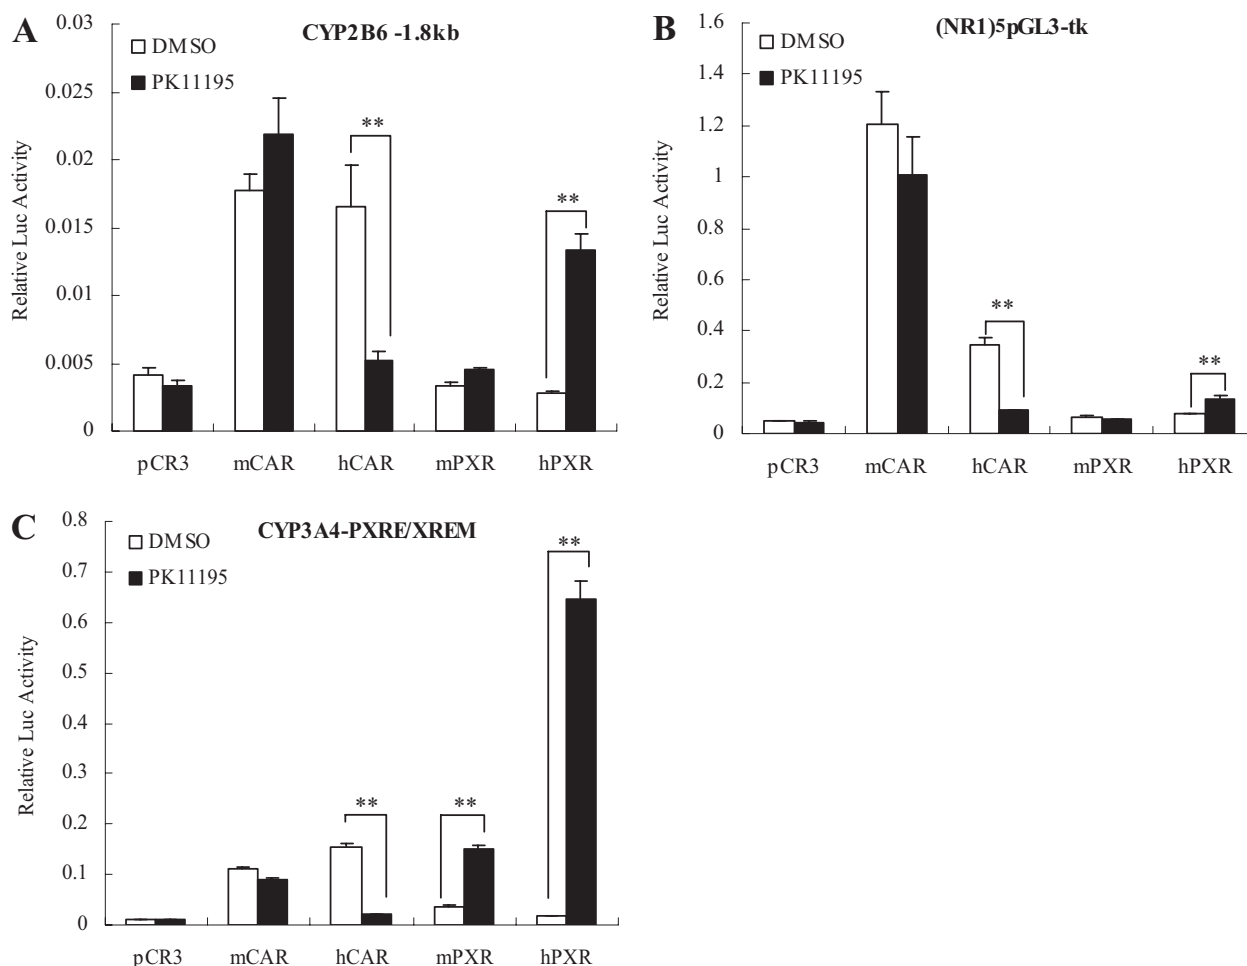 A
CYP2B6 -1.8kb
DMSO
PK11195
Relative Luc Activity
0.03
0.025
0.02
0.015
0.01
0.005
0
**
**
pCR3 mCAR hCAR mPXR hPXR
B
(NR1)5pGL3-tk
DMSO
PK11195
Relative Luc Activity
1.6
1.4
1.2
1
0.8
0.6
0.4
0.2
0
**
**
pCR3 mCAR hCAR mPXR hPXR
C
CYP3A4-PXRE/XREM
DMSO
PK11195
Relative Luc Activity
0.8
0.7
0.6
0.5
0.4
0.3
0.2
0.1
0
**
**
**
pCR3 mCAR hCAR mPXR hPXR